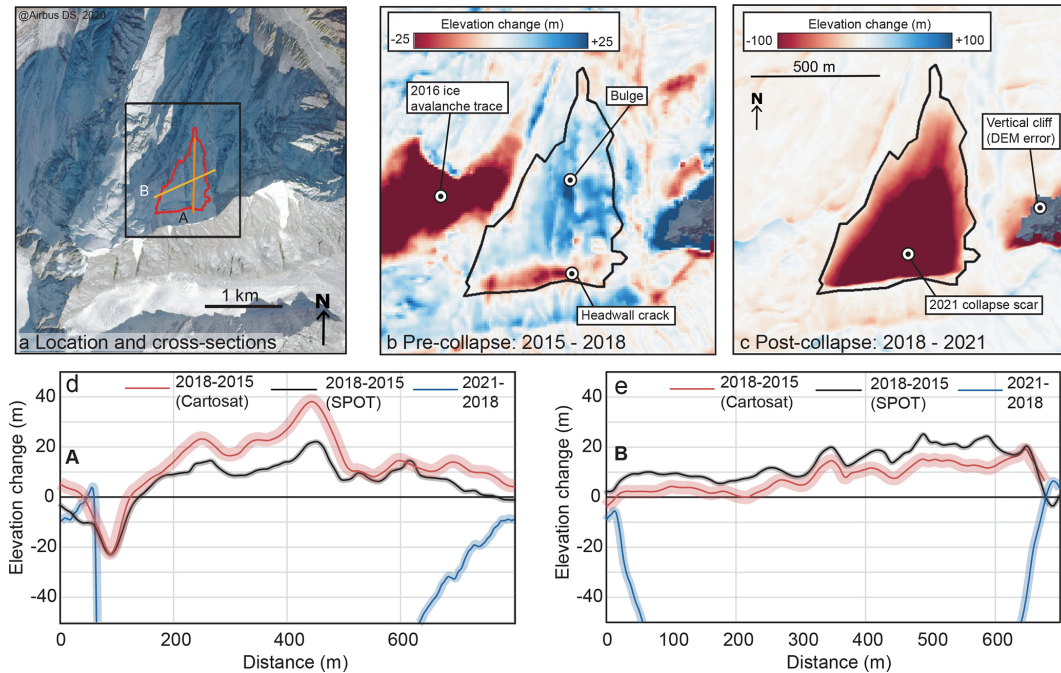 @Airbus DS, 2020
B
A
1 km
N
a Location and cross-sections
Elevation change (m)
-25
+25
2016 ice
avalanche trace
Bulge
Headwall crack
b Pre-collapse: 2015 - 2018
Elevation change (m)
-100
+100
500 m
N
Vertical cliff
(DEM error)
2021 collapse scar
c Post-collapse: 2018 - 2021
d
2018-2015
(Cartosat)
2018-2015
(SPOT)
2021-
2018
A
Elevation change (m)
40
20
0
-20
-40
0
200
400
600
Distance (m)
e
2018-2015
(Cartosat)
2018-2015
(SPOT)
2021-
2018
B
Elevation change (m)
40
20
0
-20
-40
0
100
200
300
400
500
600
Distance (m)